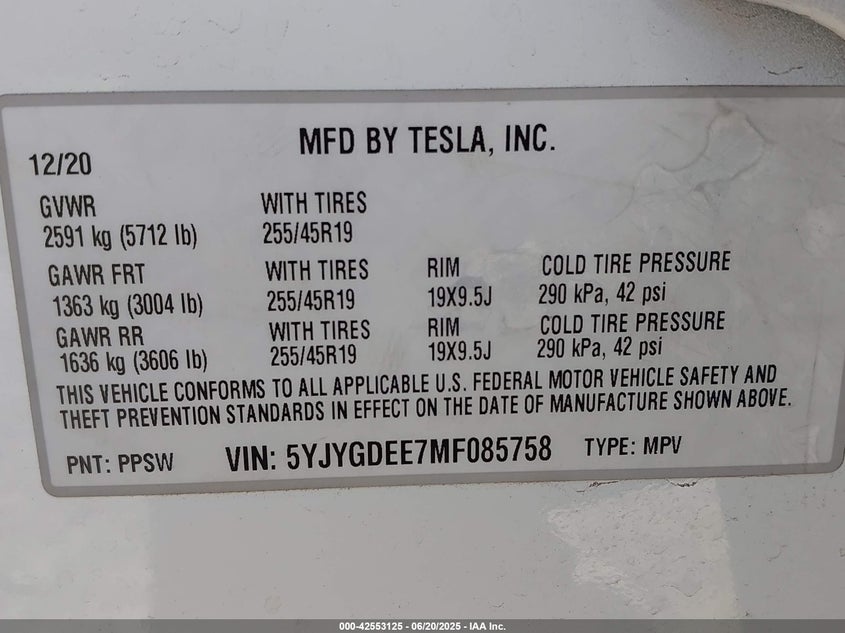 MFD BY TESLA, INC.
12/20
GVWR WITH TIRES
2591 kg (5712 lb) 255/45R19
GAWR FRT WITH TIRES RIM COLD TIRE PRESSURE
1363 kg (3004 lb) 255/45R19 19X9.5J 290 kPa, 42 psi
GAWR RR WITH TIRES RIM COLD TIRE PRESSURE
1636 kg (3606 lb) 255/45R19 19X9.5J 290 kPa, 42 psi
THIS VEHICLE CONFORMS TO ALL APPLICABLE U.S. FEDERAL MOTOR VEHICLE SAFETY AND
THEFT PREVENTION STANDARDS IN EFFECT ON THE DATE OF MANUFACTURE SHOWN ABOVE.
PNT: PPSW VIN: 5YJYGDEE7MF085758 TYPE: MPV
000-42553125 - 06/20/2025 - IAA Inc.